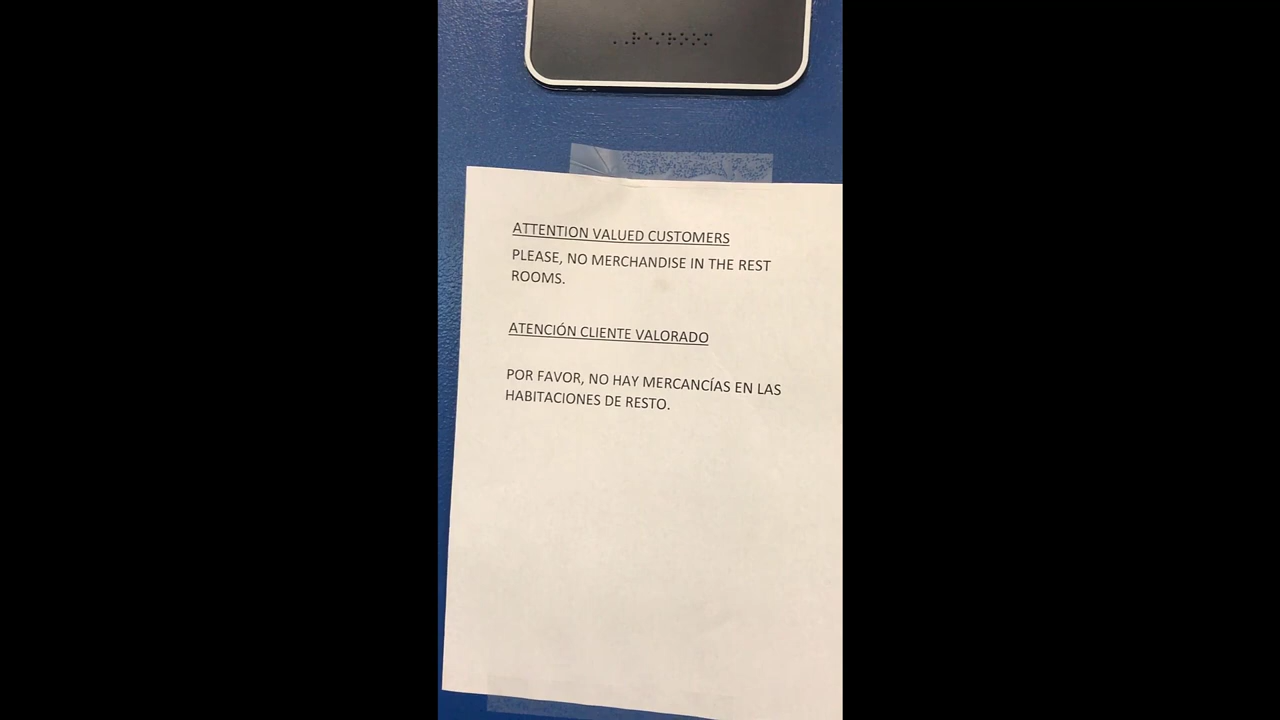 ATTENTION VALUED CUSTOMERS
PLEASE, NO MERCHANDISE IN THE REST
ROOMS.
ATENCIÓN CLIENTE VALORADO
POR FAVOR, NO HAY MERCANCÍAS EN LAS
HABITACIONES DE RESTO.